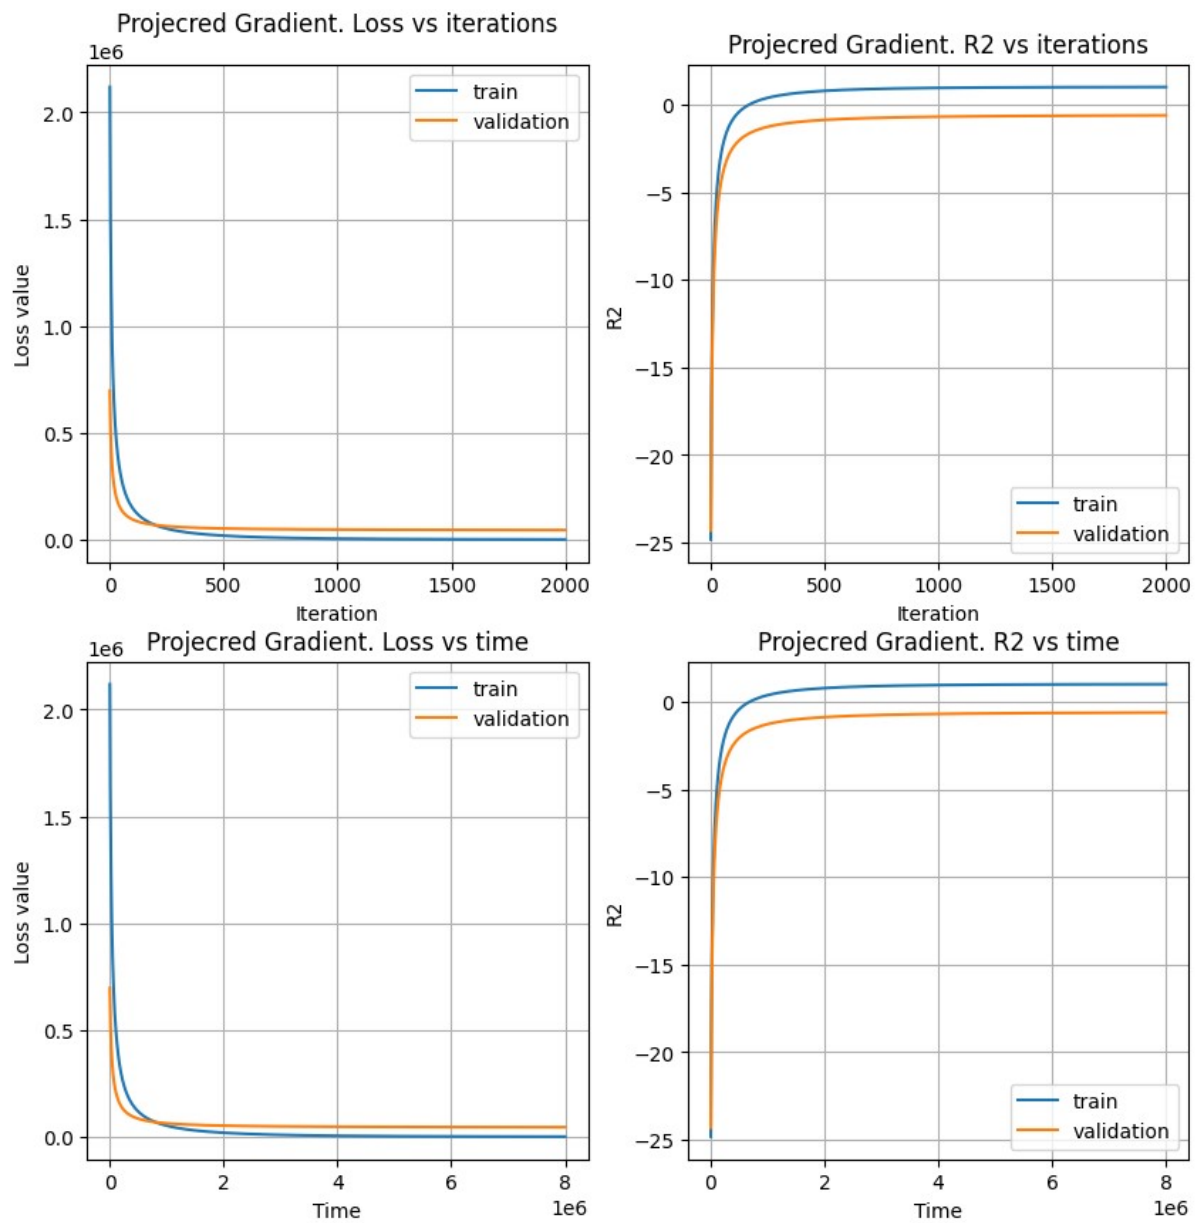 Projecred Gradient. Loss vs iterations
1e6
2.0
1.5
1.0
0.5
0.0
Loss value
train
validation
0 500 1000 1500 2000
Iteration
Projecred Gradient. R2 vs iterations
0
−5
−10
−15
−20
−25
R2
train
validation
0 500 1000 1500 2000
Iteration
Projecred Gradient. Loss vs time
1e6
2.0
1.5
1.0
0.5
0.0
Loss value
train
validation
0 2 4 6 8
1e6
Time
Projecred Gradient. R2 vs time
0
−5
−10
−15
−20
−25
R2
train
validation
0 2 4 6 8
1e6
Time